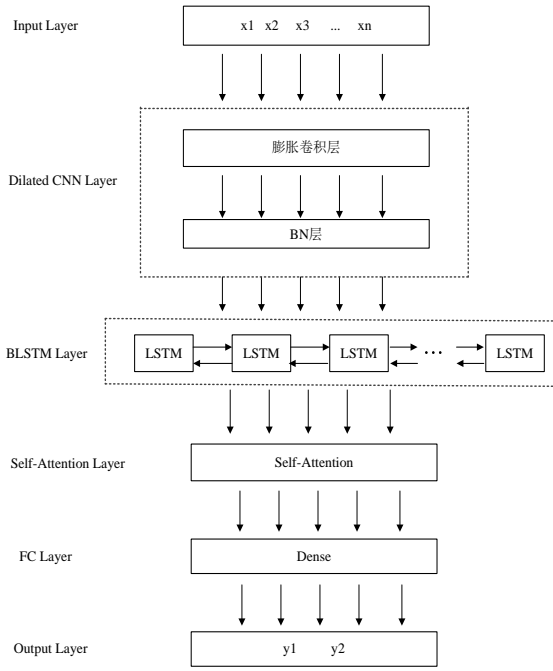 Input Layer
x1 x2 x3 ... xn
膨胀卷积层
Dilated CNN Layer
BN层
BLSTM Layer
LSTM LSTM LSTM ... LSTM
Self-Attention Layer
Self-Attention
FC Layer
Dense
Output Layer
y1 y2